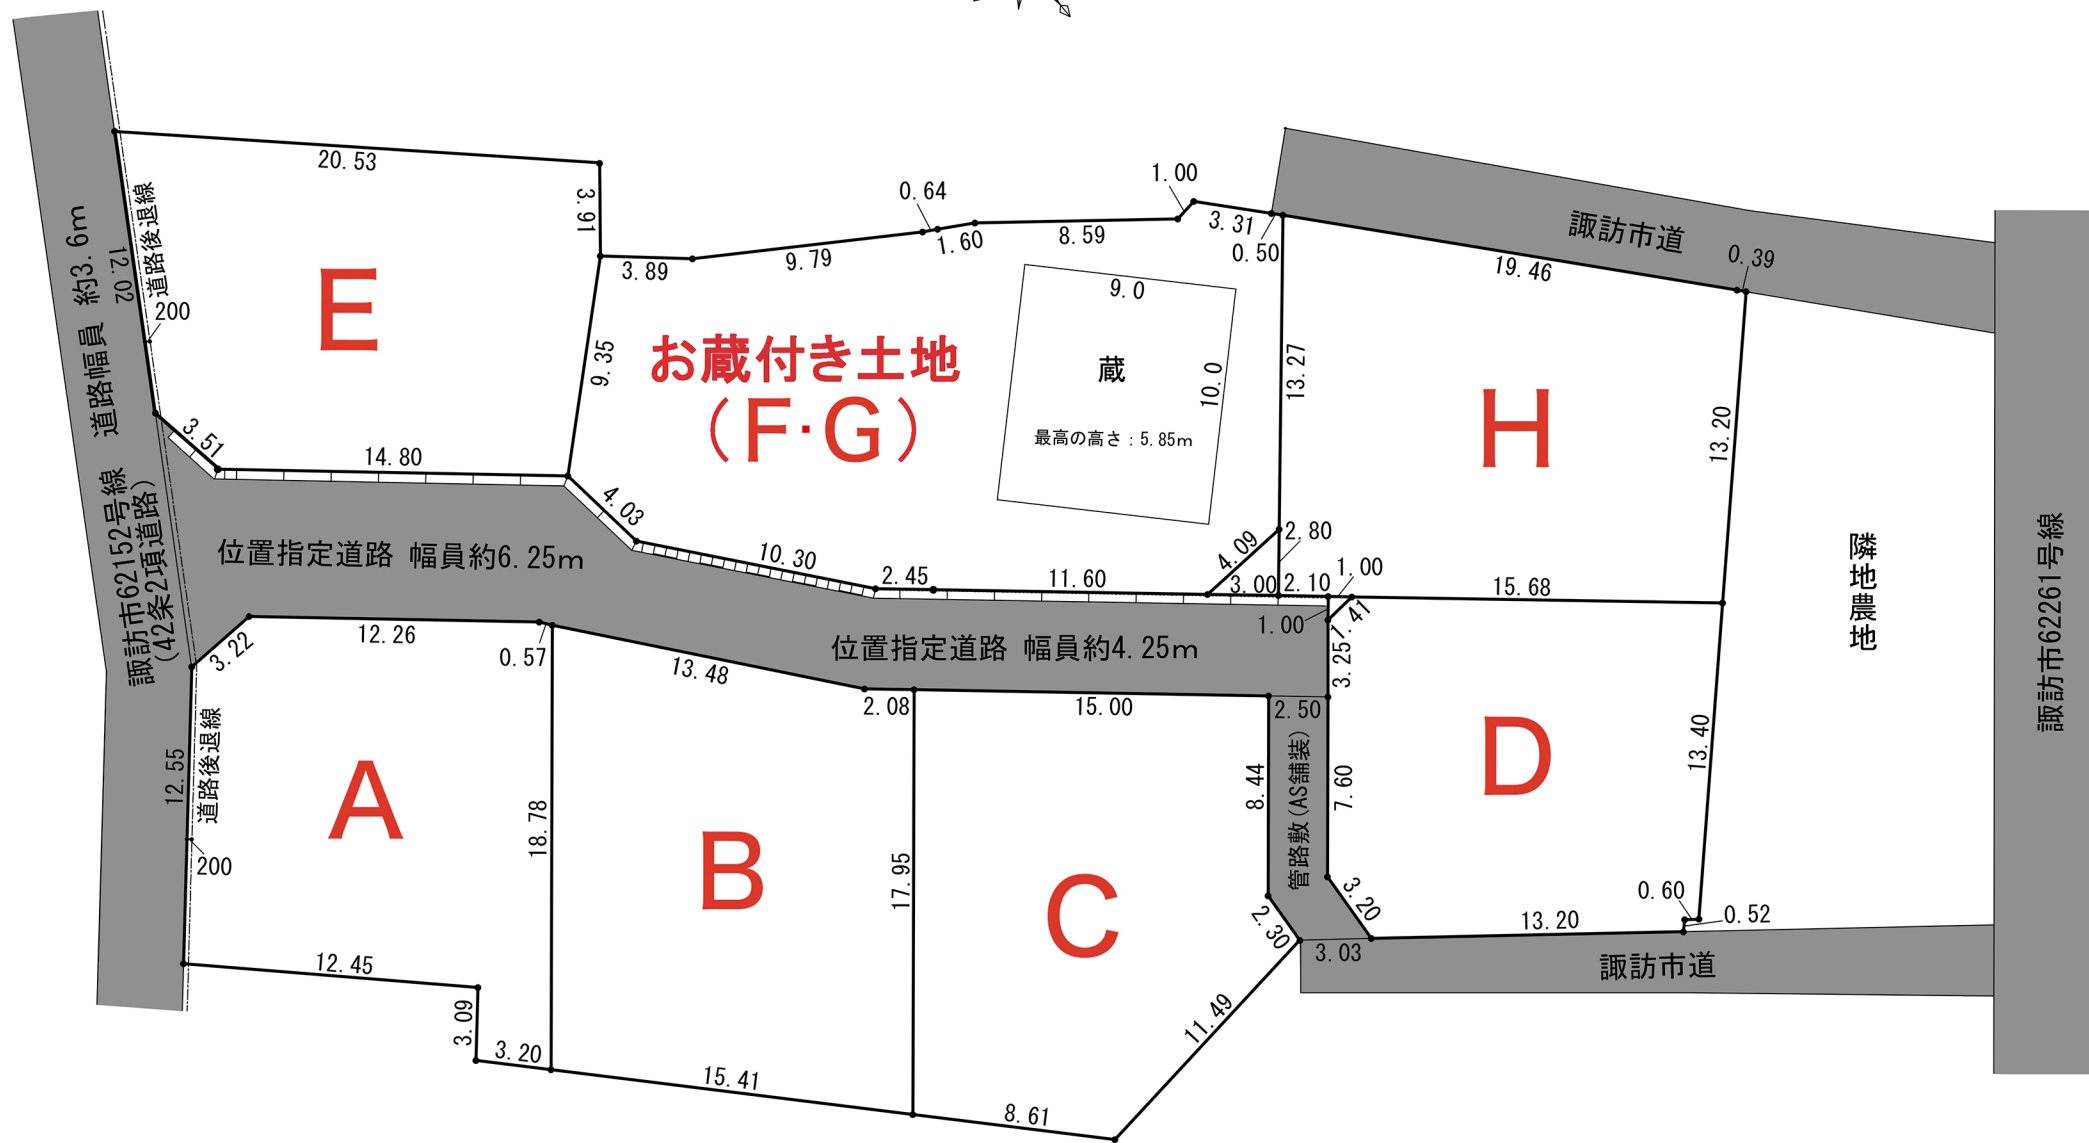 20.53
3.91
3.89
9.79
0.64
1.60
8.59
1.00
3.31
0.50
諏訪市道
19.46
0.39
道路幅員 約3.6m
12.02
道路後退線
200
E
9.35
お蔵付き土地
(F・G)
9.0
蔵
10.0
最高の高さ:5.85m
13.27
H
13.20
3.51
14.80
4.03
10.30
2.45
11.60
4.09
2.80
3.00
2.10
1.00
15.68
隣地農地
諏訪市62261号線
諏訪市62152号線
(42条2項道路)
位置指定道路 幅員約6.25m
位置指定道路 幅員約4.25m
1.00
1.41
3.25
3.22
12.26
0.57
13.48
2.08
15.00
2.50
12.55
道路後退線
200
A
18.78
B
17.95
C
8.44
管路敷(AS舗装)
7.60
D
13.40
2.30
3.20
3.03
13.20
0.60
0.52
諏訪市道
12.45
3.09
3.20
15.41
8.61
11.49